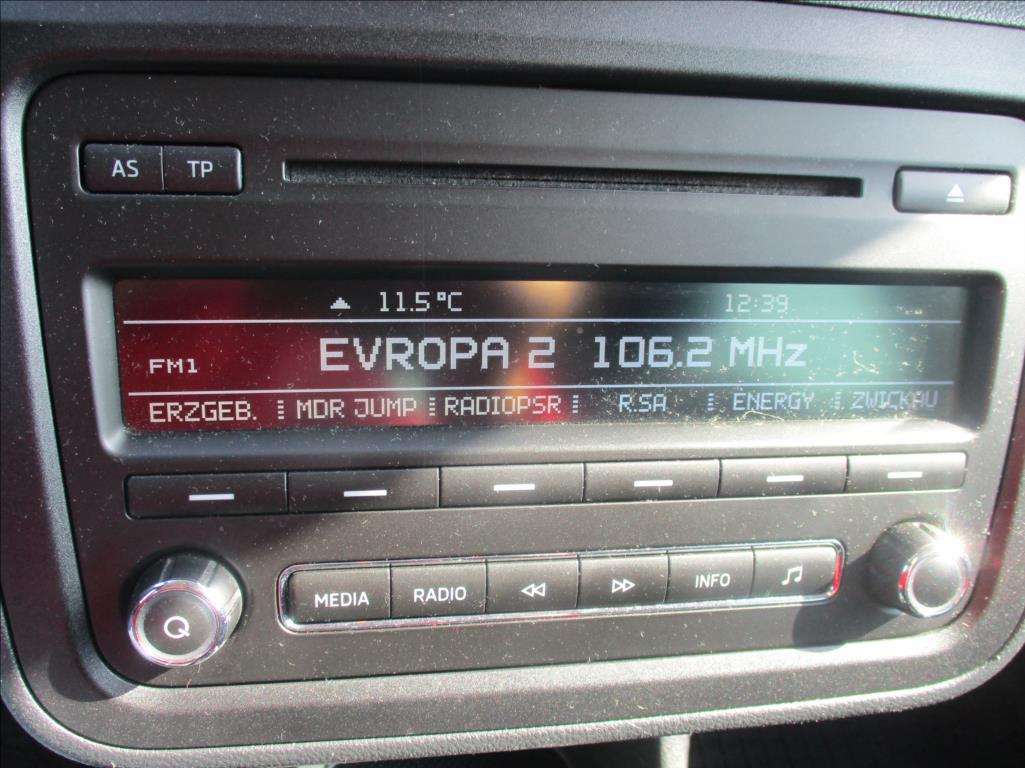 AS TP
11.5°C 12:39
FM1 EVROPA 2 106.2 MHz
ERZGEB. MDR JUMP RADIOPSR R.SA ENERGY ZWICKAU
MEDIA RADIO INFO